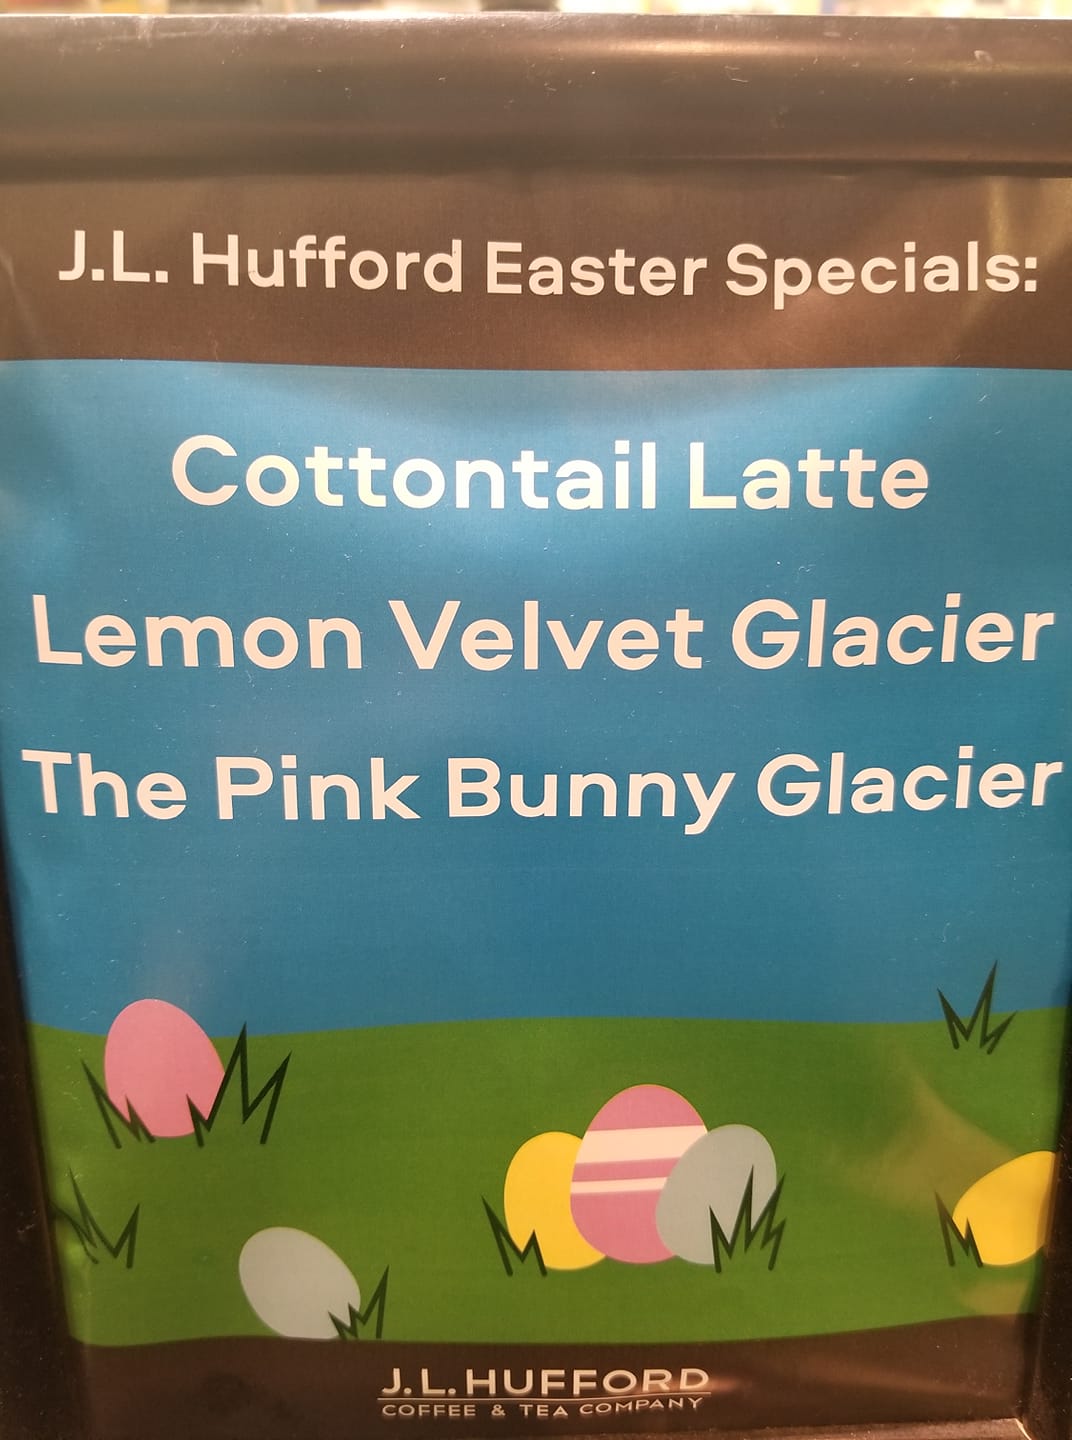 J.L. Hufford Easter Specials:
Cottontail Latte
Lemon Velvet Glacier
The Pink Bunny Glacier
J.L. HUFFORD
COFFEE & TEA COMPANY